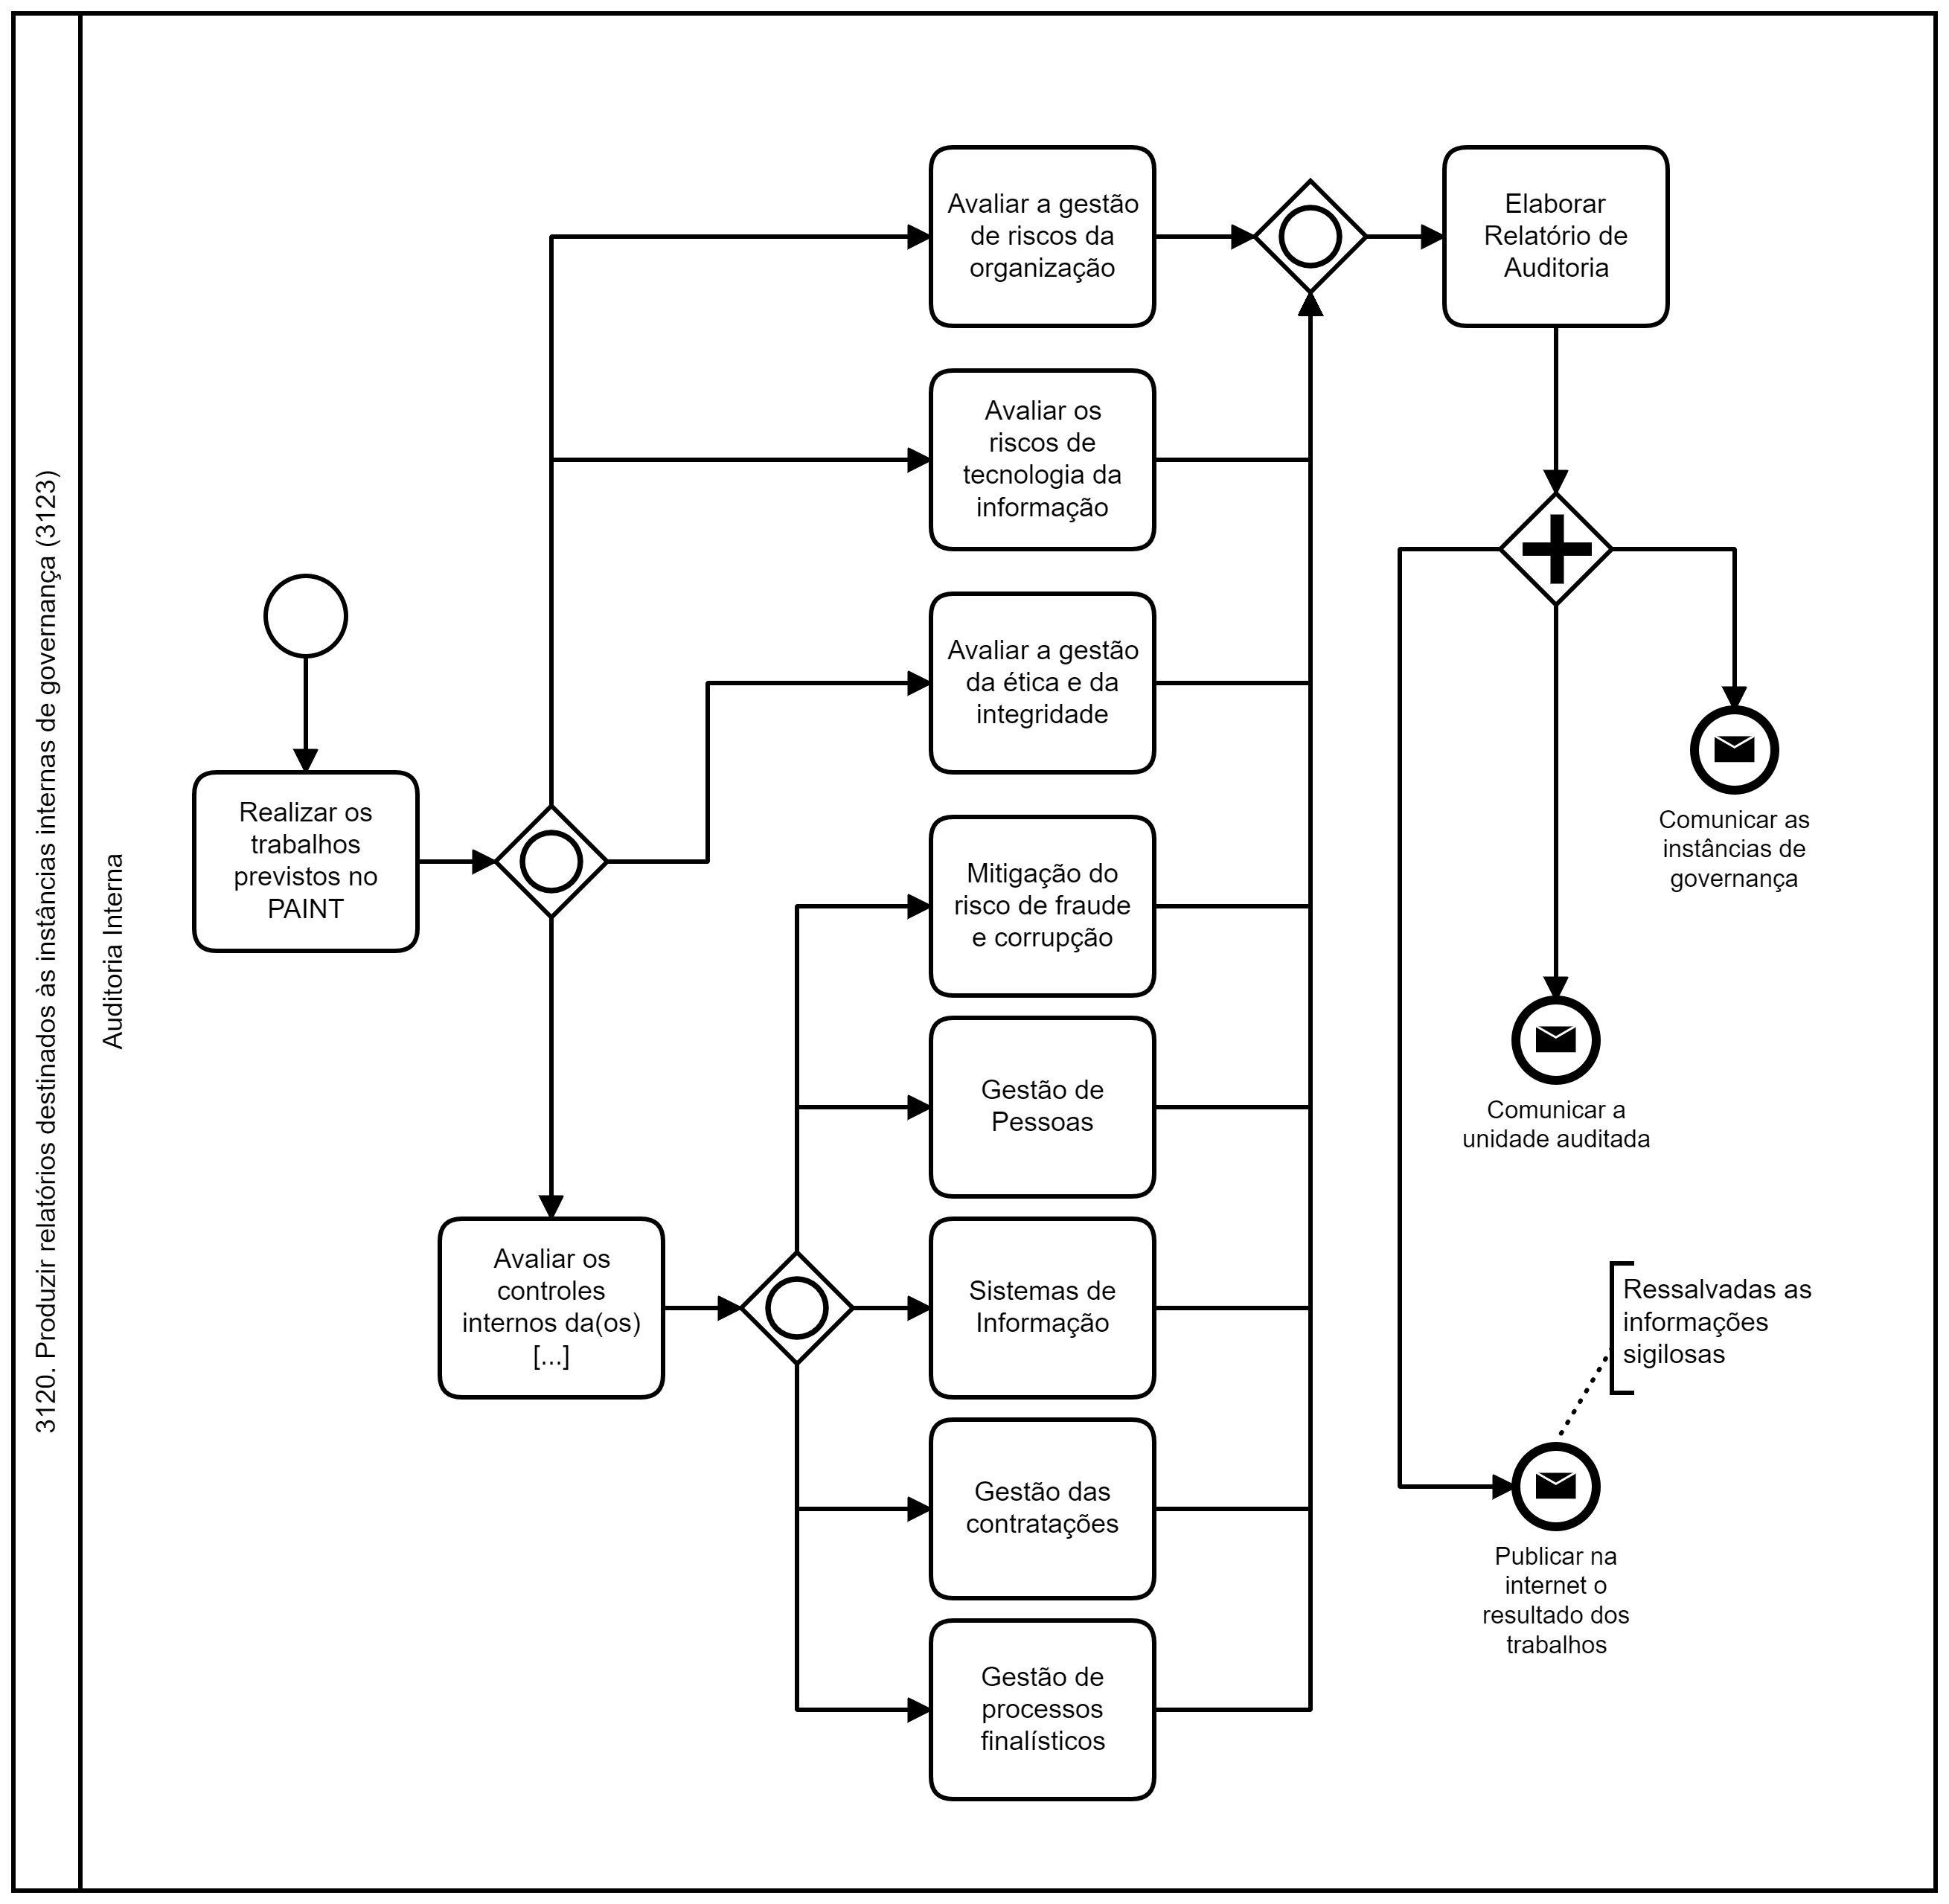 3120. Produzir relatórios destinados às instâncias internas de governança (3123)
Auditoria Interna
Realizar os
trabalhos
previstos no
PAINT
Avaliar os
controles
internos da(os)
[...]
Avaliar a gestão
de riscos da
organização
Avaliar os
riscos de
tecnologia da
informação
Avaliar a gestão
da ética e da
integridade
Mitigação do
risco de fraude
e corrupção
Gestão de
Pessoas
Sistemas de
Informação
Gestão das
contratações
Gestão de
processos
finalísticos
Elaborar
Relatório de
Auditoria
Comunicar as
instâncias de
governança
Comunicar a
unidade auditada
Ressalvadas as
informações
sigilosas
Publicar na
internet o
resultado dos
trabalhos